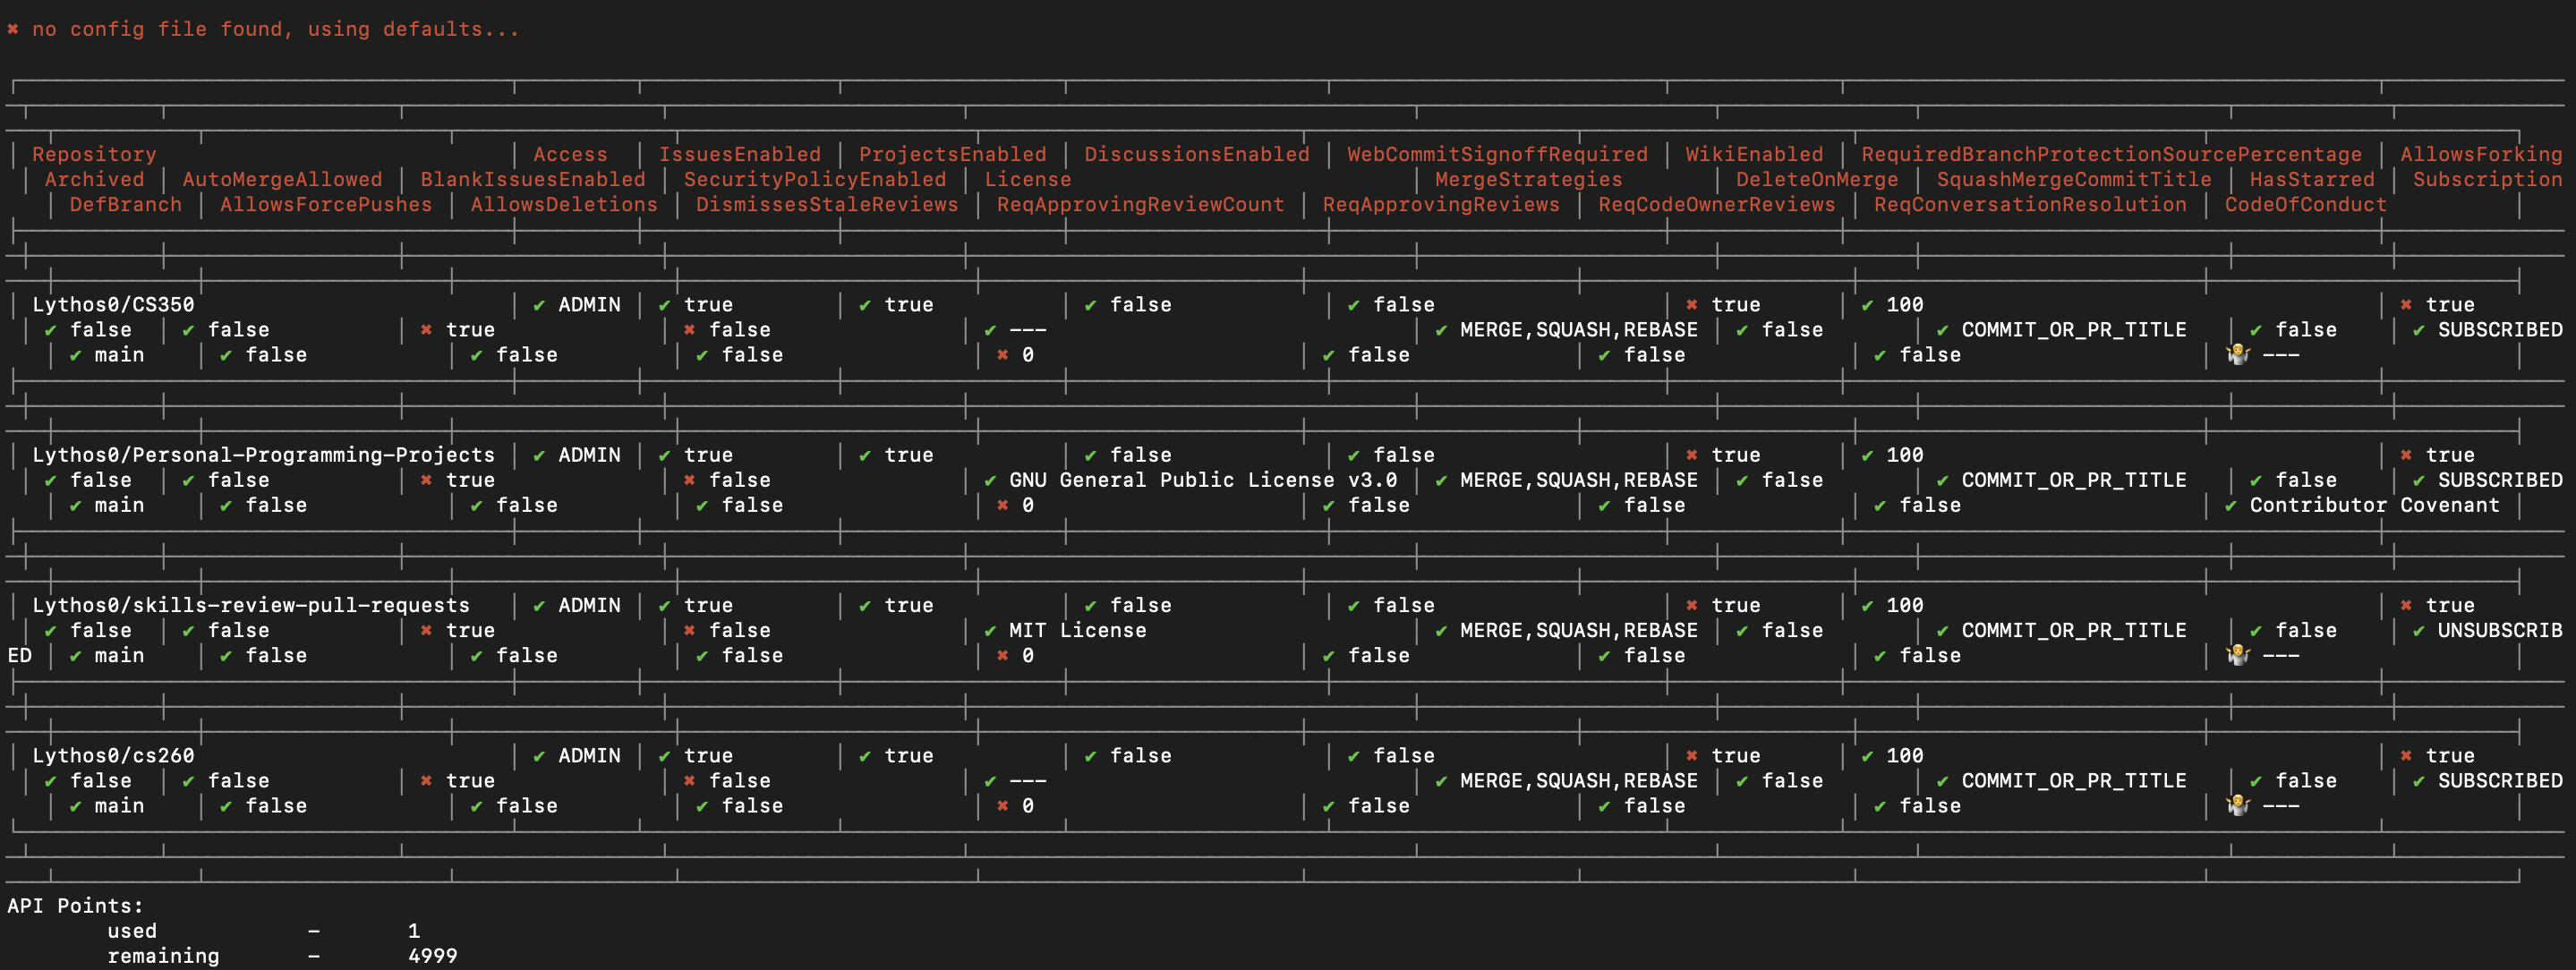 ✖ no config file found, using defaults...
| Repository | Access | IssuesEnabled | ProjectsEnabled | DiscussionsEnabled | WebCommitSignoffRequired | WikiEnabled | RequiredBranchProtectionSourcePercentage | AllowsForking
| Archived | AutoMergeAllowed | BlankIssuesEnabled | SecurityPolicyEnabled | License | MergeStrategies | DeleteOnMerge | SquashMergeCommitTitle | HasStarred | Subscription
| DefBranch | AllowsForcePushes | AllowsDeletions | DismissesStaleReviews | ReqApprovingReviewCount | ReqApprovingReviews | ReqCodeOwnerReviews | ReqConversationResolution | CodeOfConduct |
| Lythos0/CS350 | ✔ ADMIN | ✔ true | ✔ true | ✔ false | ✔ false | ✖ true | ✔ 100 | ✖ true
| ✔ false | ✔ false | ✖ true | ✖ false | ✔ --- | ✔ MERGE,SQUASH,REBASE | ✔ false | ✔ COMMIT_OR_PR_TITLE | ✔ false | ✔ SUBSCRIBED
| ✔ main | ✔ false | ✔ false | ✔ false | ✖ 0 | ✔ false | ✔ false | ✔ false | 🤷 --- |
| Lythos0/Personal-Programming-Projects | ✔ ADMIN | ✔ true | ✔ true | ✔ false | ✔ false | ✖ true | ✔ 100 | ✖ true
| ✔ false | ✔ false | ✖ true | ✖ false | ✔ GNU General Public License v3.0 | ✔ MERGE,SQUASH,REBASE | ✔ false | ✔ COMMIT_OR_PR_TITLE | ✔ false | ✔ SUBSCRIBED
| ✔ main | ✔ false | ✔ false | ✔ false | ✖ 0 | ✔ false | ✔ false | ✔ false | ✔ Contributor Covenant |
| Lythos0/skills-review-pull-requests | ✔ ADMIN | ✔ true | ✔ true | ✔ false | ✔ false | ✖ true | ✔ 100 | ✖ true
| ✔ false | ✔ false | ✖ true | ✖ false | ✔ MIT License | ✔ MERGE,SQUASH,REBASE | ✔ false | ✔ COMMIT_OR_PR_TITLE | ✔ false | ✔ UNSUBSCRIB
ED | ✔ main | ✔ false | ✔ false | ✔ false | ✖ 0 | ✔ false | ✔ false | ✔ false | 🤷 --- |
| Lythos0/cs260 | ✔ ADMIN | ✔ true | ✔ true | ✔ false | ✔ false | ✖ true | ✔ 100 | ✖ true
| ✔ false | ✔ false | ✖ true | ✖ false | ✔ --- | ✔ MERGE,SQUASH,REBASE | ✔ false | ✔ COMMIT_OR_PR_TITLE | ✔ false | ✔ SUBSCRIBED
| ✔ main | ✔ false | ✔ false | ✔ false | ✖ 0 | ✔ false | ✔ false | ✔ false | 🤷 --- |
API Points:
used - 1
remaining - 4999